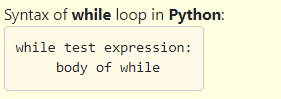 Syntax of while loop in Python:
while test expression:
     body of while